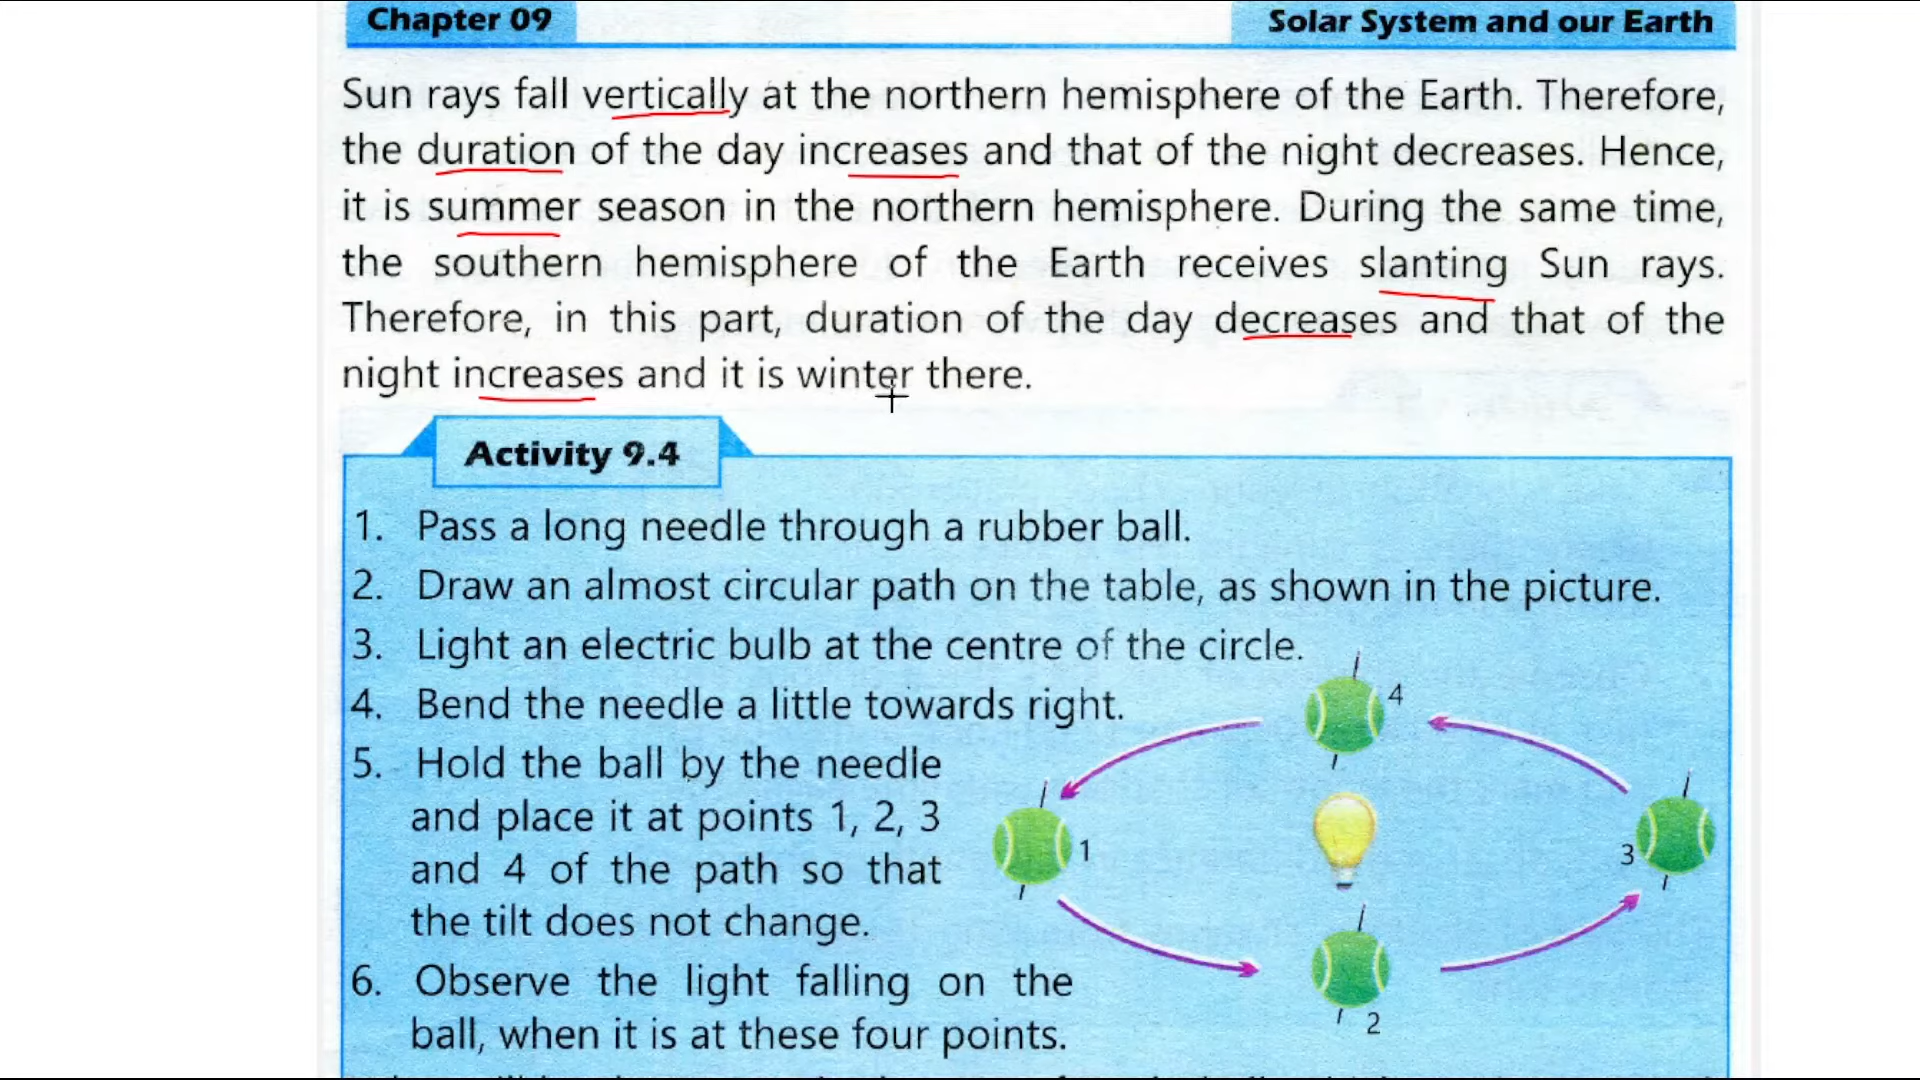 Chapter 09
Solar System and our Earth
Sun rays fall vertically at the northern hemisphere of the Earth. Therefore,
the duration of the day increases and that of the night decreases. Hence,
it is summer season in the northern hemisphere. During the same time,
the southern hemisphere of the Earth receives slanting Sun rays.
Therefore, in this part, duration of the day decreases and that of the
night increases and it is winter there.
Activity 9.4
1. Pass a long needle through a rubber ball.
2. Draw an almost circular path on the table, as shown in the picture.
3. Light an electric bulb at the centre of the circle.
4. Bend the needle a little towards right.
5. Hold the ball by the needle
and place it at points 1, 2, 3
and 4 of the path so that
the tilt does not change.
6. Observe the light falling on the
ball, when it is at these four points.
4
1
3
2